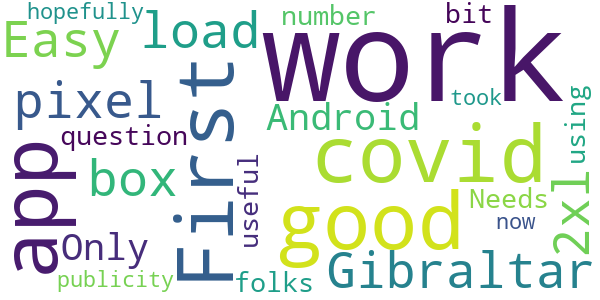 hopefully
number
bit
Easy
load
work
pixel
First
Android
took
question
covid
using
app
box
useful
good
Needs
2xl
Only
now
Gibraltar
publicity
folks